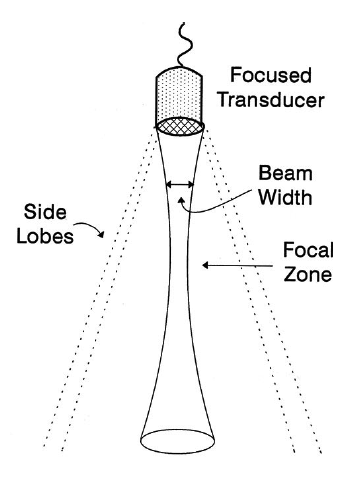 Focused
Transducer
Beam
Width
Side
Lobes
Focal
Zone